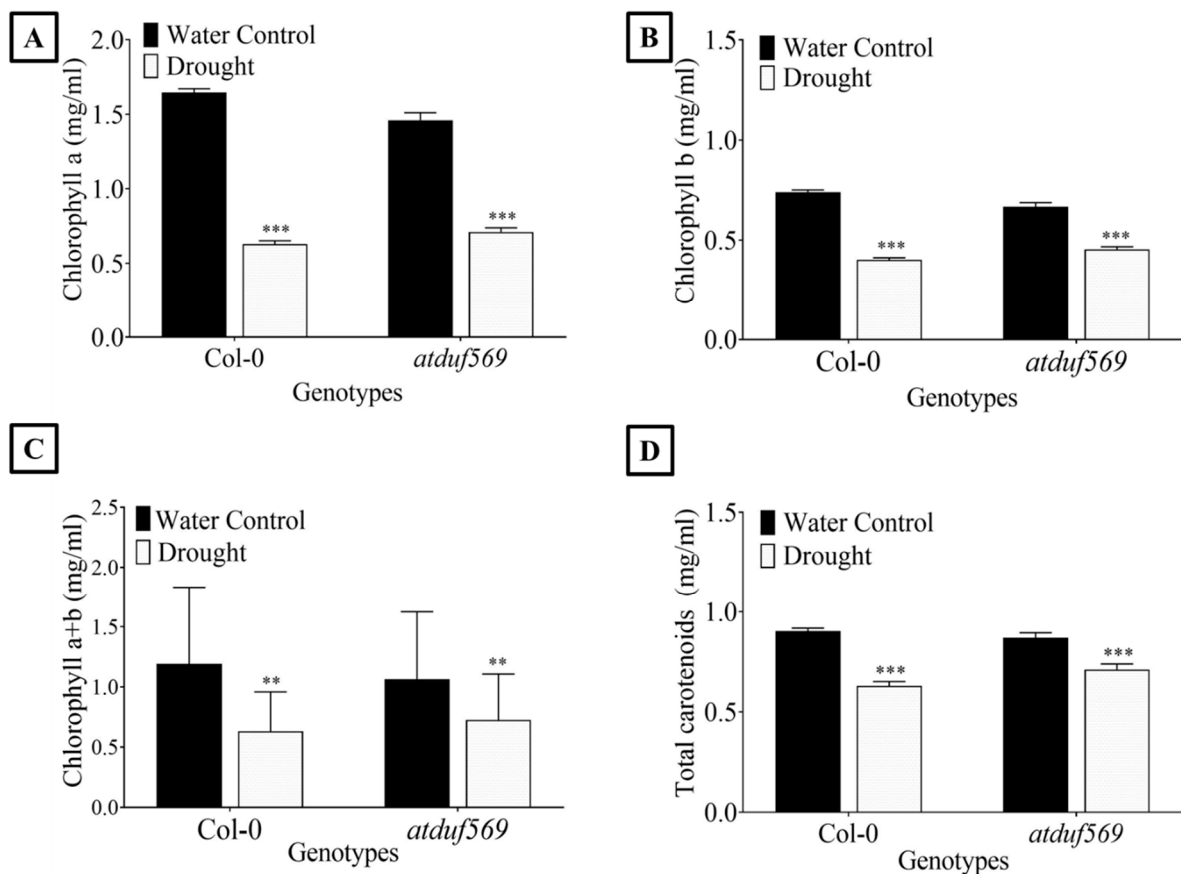 A
Water Control
Drought
Chlorophyll a (mg/ml)
2.0
1.5
1.0
0.5
0.0
***
***
Col-0
atduf569
Genotypes
B
Water Control
Drought
Chlorophyll b (mg/ml)
1.5
1.0
0.5
0.0
***
***
Col-0
atduf569
Genotypes
C
Water Control
Drought
Chlorophyll a+b (mg/ml)
2.5
2.0
1.5
1.0
0.5
0.0
**
**
Col-0
atduf569
Genotypes
D
Water Control
Drought
Total carotenoids (mg/ml)
1.5
1.0
0.5
0.0
***
***
Col-0
atduf569
Genotypes